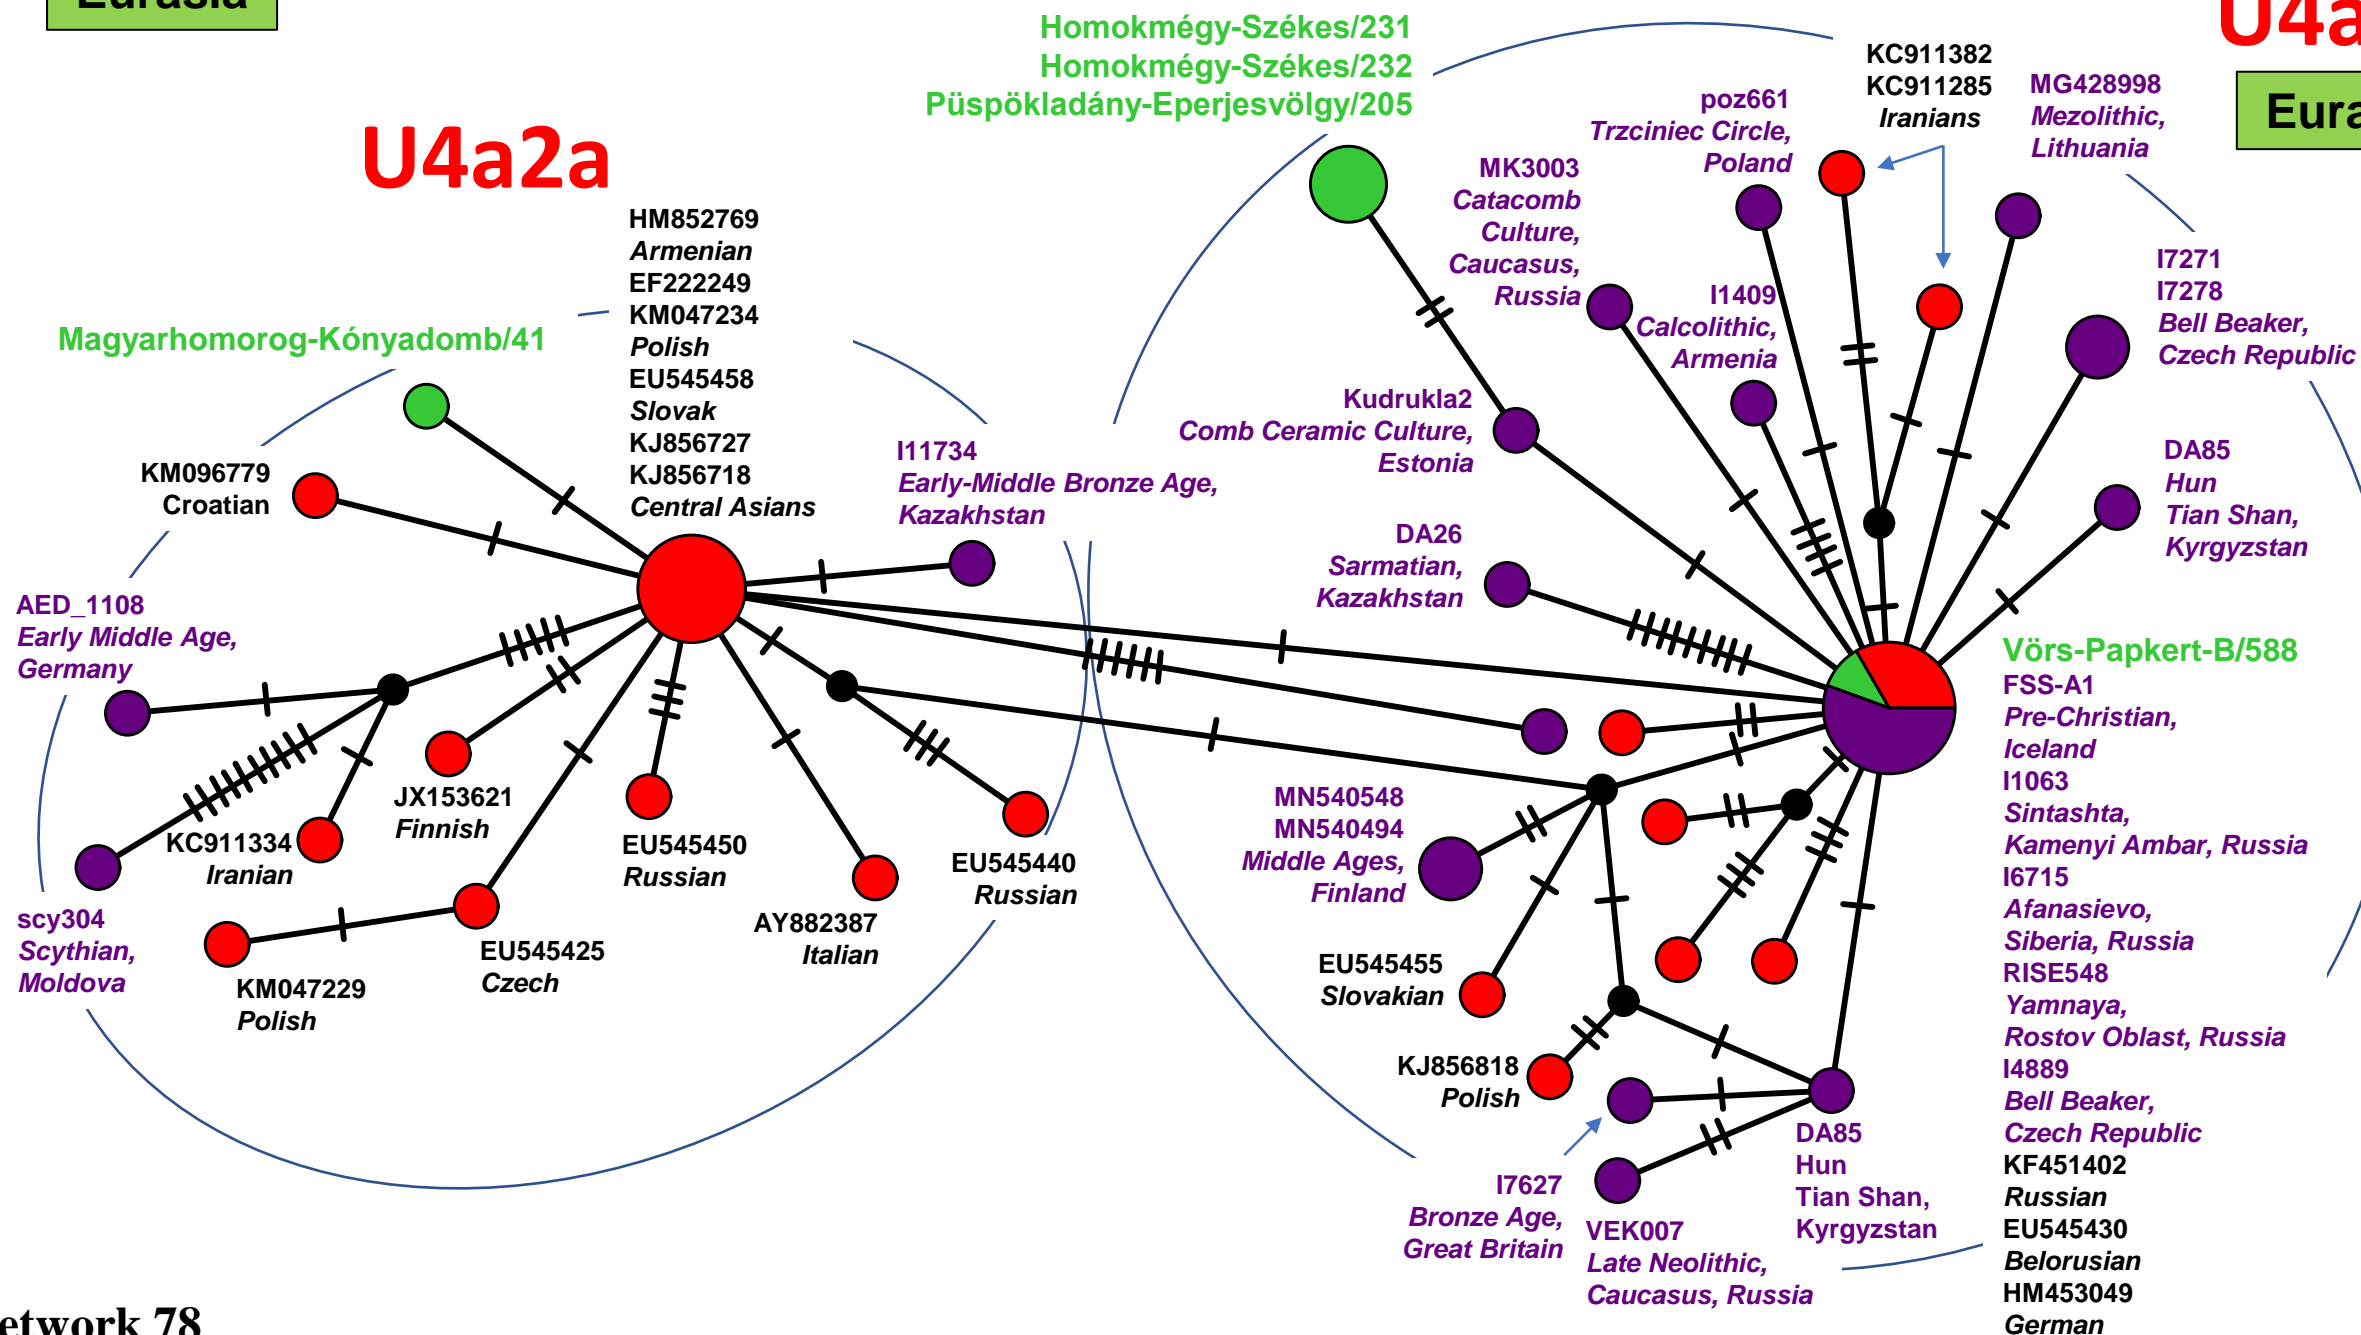 Eurasia
U4a
Eura
U4a2a
Homokmégy-Székes/231
Homokmégy-Székes/232
Püspökladány-Eperjesvölgy/205
Magyarhomorog-Kónyadomb/41
HM852769
Armenian
EF222249
KM047234
Polish
EU545458
Slovak
KJ856727
KJ856718
Central Asians
KM096779
Croatian
I11734
Early-Middle Bronze Age,
Kazakhstan
AED_1108
Early Middle Age,
Germany
scy304
Scythian,
Moldova
KC911334
Iranian
JX153621
Finnish
KM047229
Polish
EU545425
Czech
EU545450
Russian
AY882387
Italian
EU545440
Russian
KC911382
KC911285
Iranians
MG428998
Mezolithic,
Lithuania
poz661
Trzciniec Circle,
Poland
MK3003
Catacomb
Culture,
Caucasus,
Russia
I1409
Calcolithic,
Armenia
I7271
I7278
Bell Beaker,
Czech Republic
Kudrukla2
Comb Ceramic Culture,
Estonia
DA85
Hun
Tian Shan,
Kyrgyzstan
DA26
Sarmatian,
Kazakhstan
MN540548
MN540494
Middle Ages,
Finland
EU545455
Slovakian
KJ856818
Polish
I7627
Bronze Age,
Great Britain
VEK007
Late Neolithic,
Caucasus, Russia
DA85
Hun
Tian Shan,
Kyrgyzstan
Vörs-Papkert-B/588
FSS-A1
Pre-Christian,
Iceland
I1063
Sintashta,
Kamenyi Ambar, Russia
I6715
Afanasievo,
Siberia, Russia
RISE548
Yamnaya,
Rostov Oblast, Russia
I4889
Bell Beaker,
Czech Republic
KF451402
Russian
EU545430
Belorusian
HM453049
German
etwork 78